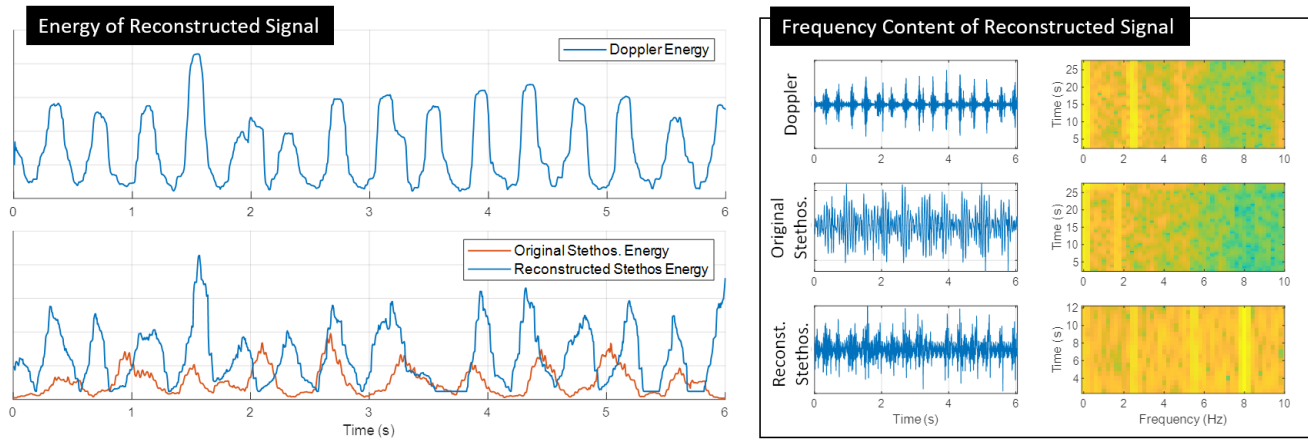 Energy of Reconstructed Signal
Doppler Energy
0 1 2 3 4 5 6
Original Stethos. Energy
Reconstructed Stethos Energy
0 1 2 3 4 5 6
Time (s)
Frequency Content of Reconstructed Signal
Doppler
0 2 4 6
Time (s)
25
20
15
10
5
0 2 4 6 8 10
Original
Stethos.
0 2 4 6
Time (s)
25
20
15
10
5
0 2 4 6 8 10
Reconst.
Stethos.
0 2 4 6
Time (s)
Time (s)
12
10
8
6
4
0 2 4 6 8 10
Frequency (Hz)